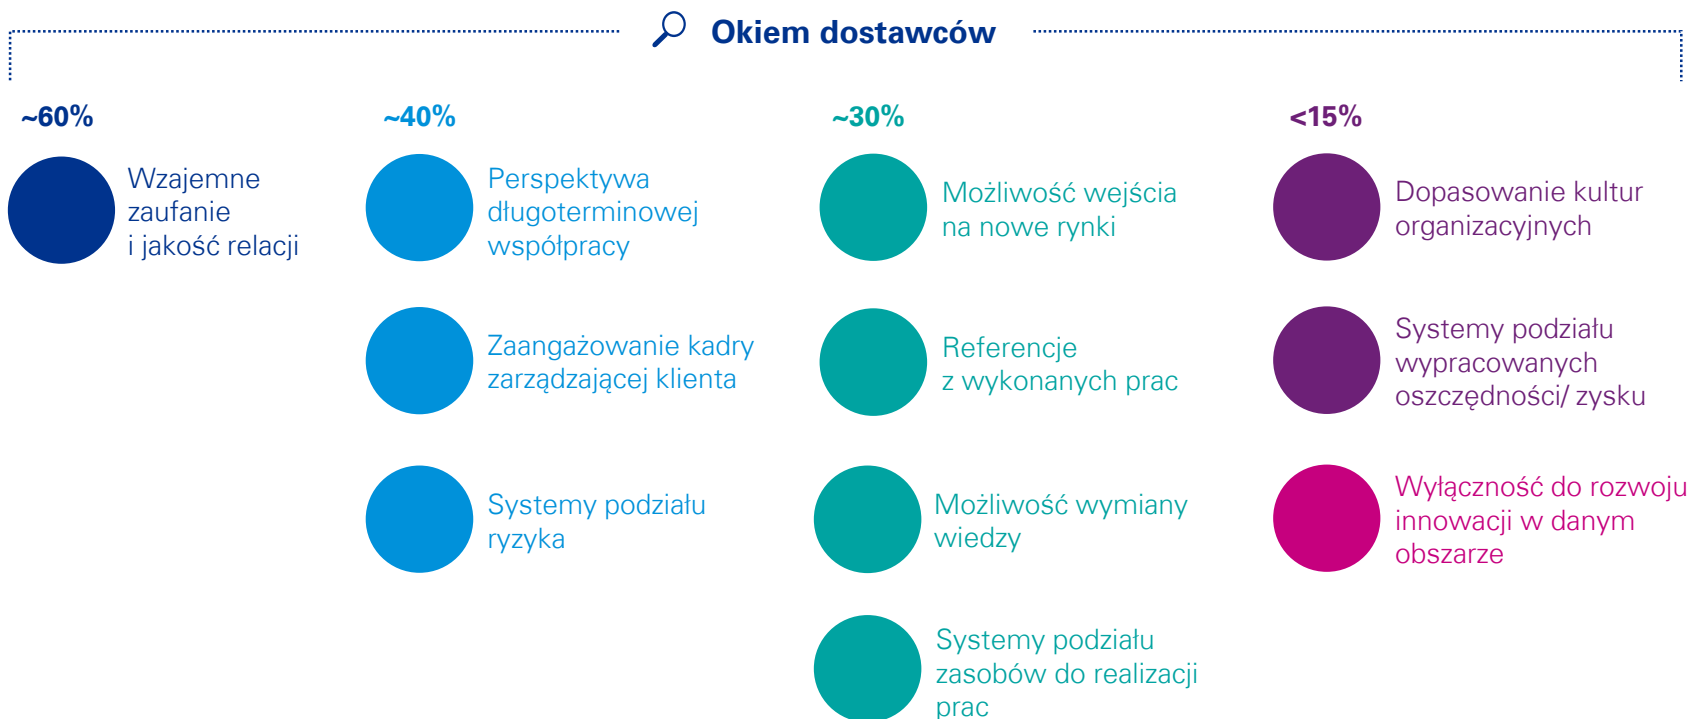 Okiem dostawców
~60%
Wzajemne
zaufanie
i jakość relacji
~40%
Perspektywa
długoterminowej
współpracy
Zaangażowanie kadry
zarządzającej klienta
Systemy podziału
ryzyka
~30%
Możliwość wejścia
na nowe rynki
Referencje
z wykonanych prac
Możliwość wymiany
wiedzy
Systemy podziału
zasobów do realizacji
prac
<15%
Dopasowanie kultur
organizacyjnych
Systemy podziału
wypracowanych
oszczędności/ zysku
Wyłączność do rozwoju
innowacji w danym
obszarze